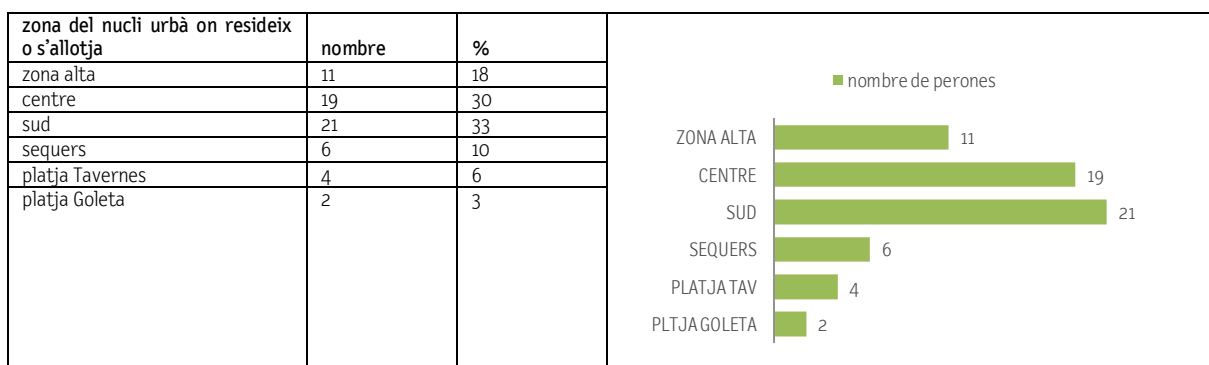 zona del nucli urbà on resideix
o s'allotja nombre %
zona alta 11 18
centre 19 30
sud 21 33
sequers 6 10
platja Tavernes 4 6
platja Goleta 2 3
nombre de perones
ZONA ALTA 11
CENTRE 19
SUD 21
SEQUERS 6
PLATJA TAV 4
PLTJA GOLETA 2